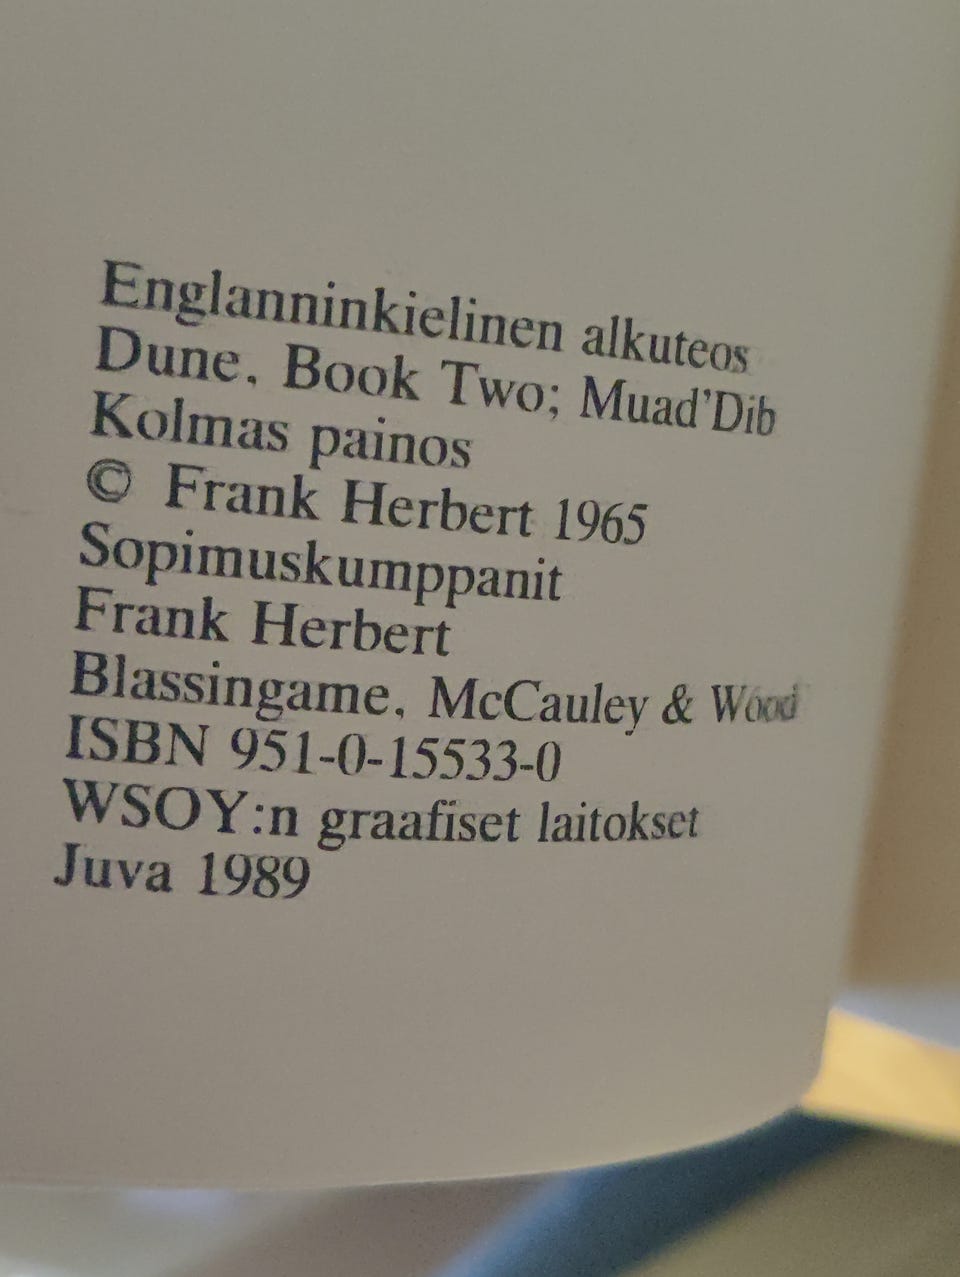 Englanninkielinen alkuteos
Dune, Book Two; Muad'Dib
Kolmas painos
© Frank Herbert 1965
Sopimuskumppanit
Frank Herbert
Blassingame, McCauley & Wood
ISBN 951-0-15533-0
WSOY:n graafiset laitokset
Juva 1989